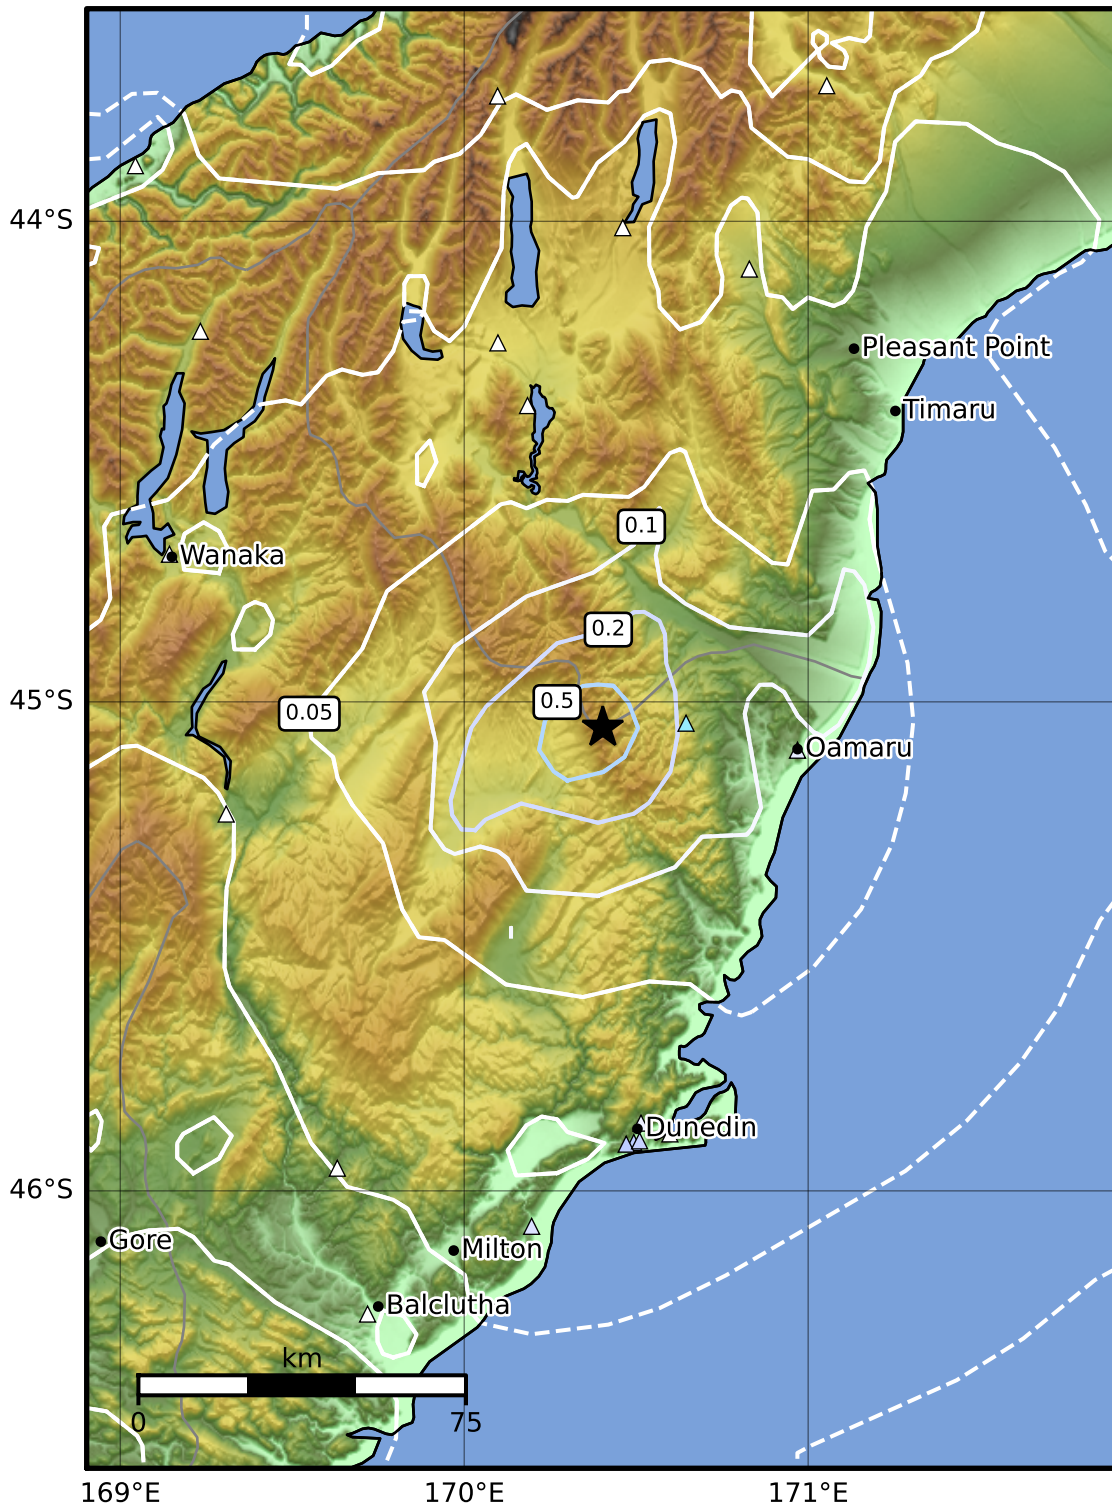 44°S
Pleasant Point
Timaru
0.1
Wanaka
0.2
0.5
45°S
0.05
Oamaru
Dunedin
46°S
Gore
Milton
Balclutha
km
0 75
169°E 170°E 171°E